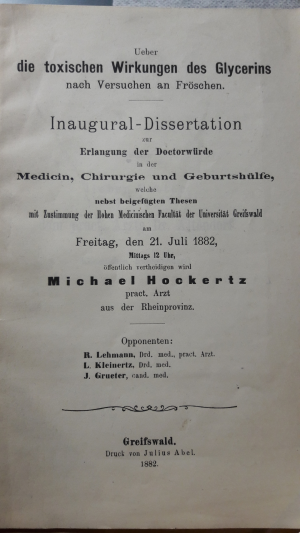 Ueber
die toxischen Wirkungen des Glycerins
nach Versuchen an Fröschen.
Inaugural-Dissertation
zur
Erlangung der Doctorwürde
in der
Medicin, Chirurgie und Geburtshülfe,
welche
nebst beigefügten Thesen
mit Zustimmung der Hohen Medicinischen Facultät der Universität Greifswald
am
Freitag, den 21. Juli 1882,
Mittags 12 Uhr,
öffentlich vertheidigen wird
Michael Hockertz
pract. Arzt
aus der Rheinprovinz.
Opponenten:
R. Lehmann, Drd. med., pract. Arzt.
L. Kleinertz, Drd. med.
J. Grueter, cand. med.
Greifswald.
Druck von Julius Abel.
1882.